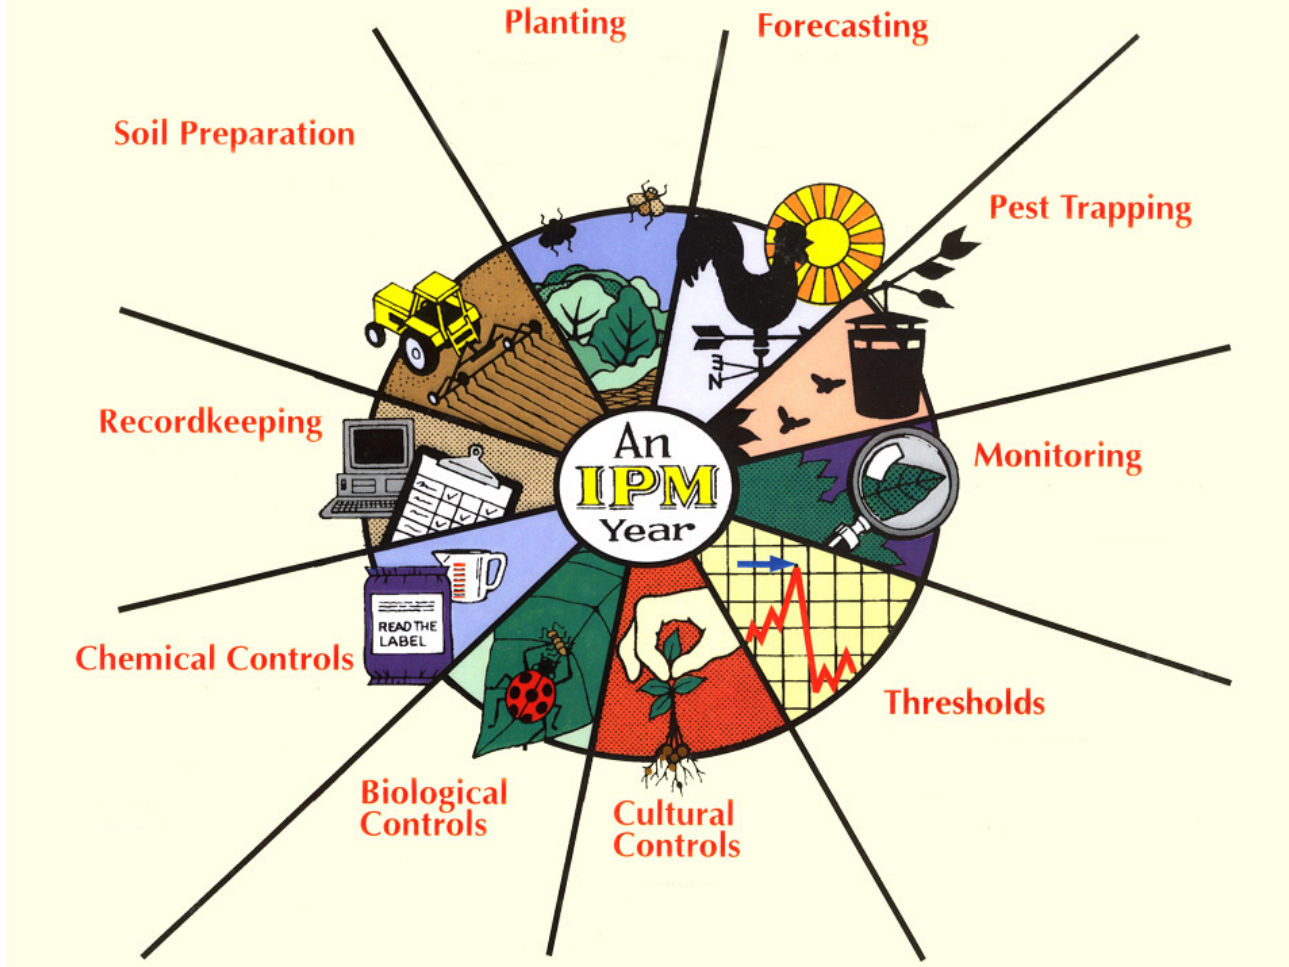 Planting
Forecasting
Soil Preparation
Pest Trapping
Recordkeeping
Monitoring
An
IPM
Year
E
N
READ THE
LABEL
Chemical Controls
Thresholds
Biological
Controls
Cultural
Controls